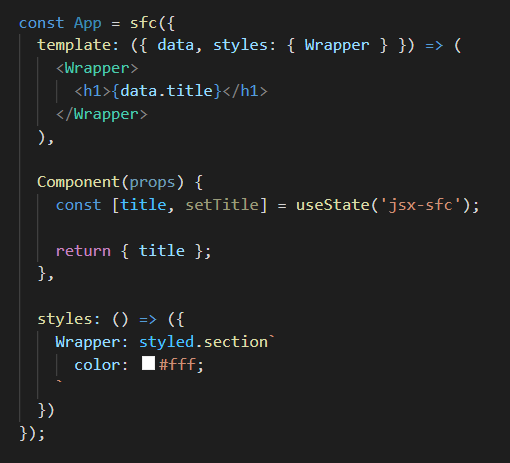 const App = sfc({
  template: ({ data, styles: { Wrapper } }) => (
    <Wrapper>
      <h1>{data.title}</h1>
    </Wrapper>
  ),

  Component(props) {
    const [title, setTitle] = useState('jsx-sfc');

    return { title };
  },

  styles: () => ({
    Wrapper: styled.section`
      color: #fff;
    `
  })
});